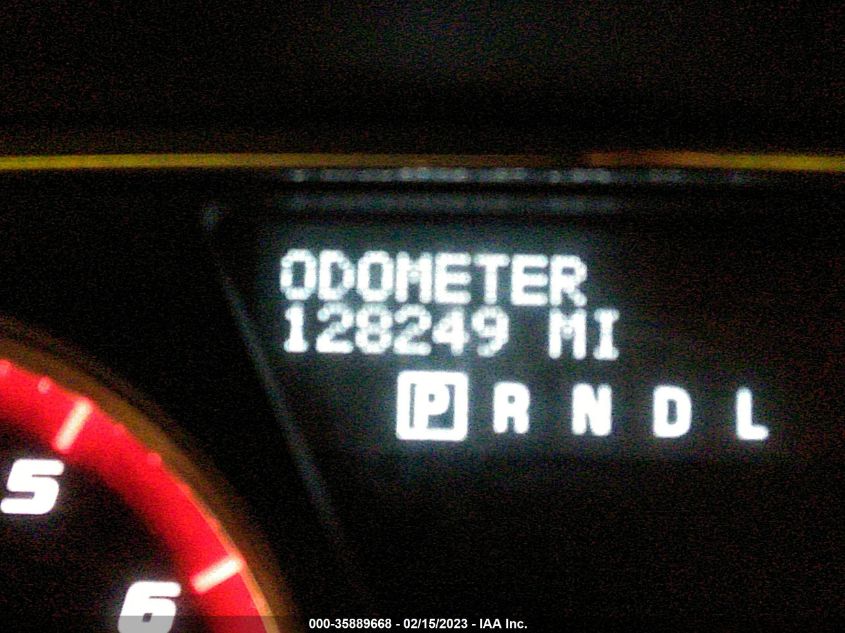 ODOMETER
128249 MI
P R N D L
5
6
000-35889668 - 02/15/2023 - IAA Inc.